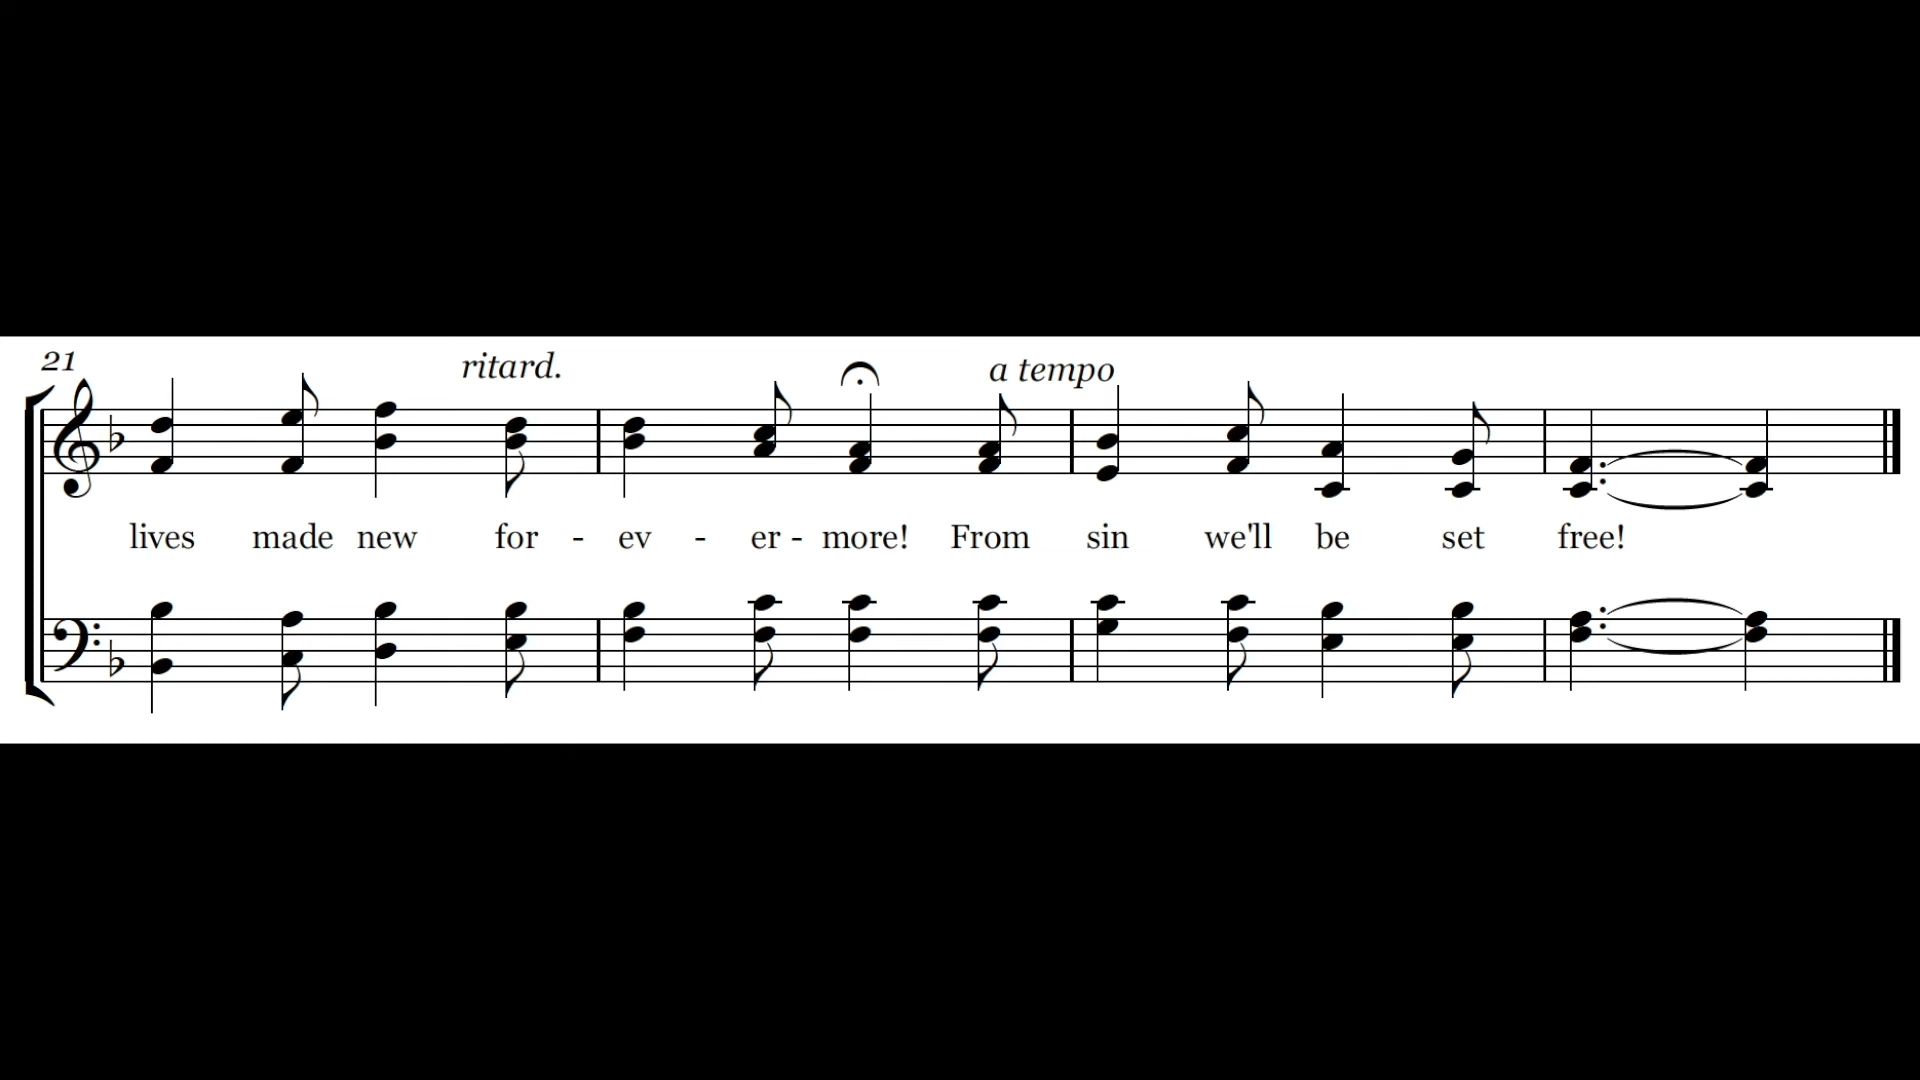 21
ritard.
a tempo
lives made new for - ev - er - more! From sin we'll be set free!